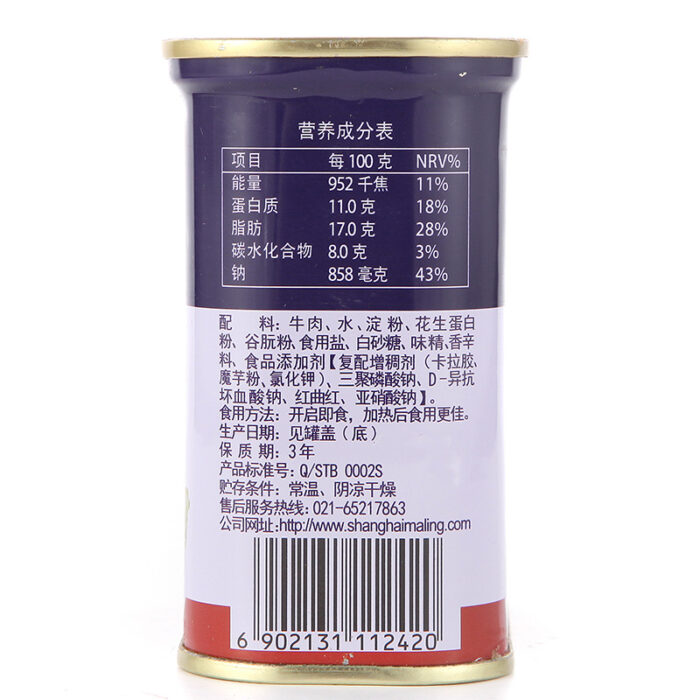 营养成分表
项目 每100克 NRV%
能量 952 千焦 11%
蛋白质 11.0 克 18%
脂肪 17.0 克 28%
碳水化合物 8.0 克 3%
钠 858 毫克 43%
配 料:牛肉、水、淀粉、花生蛋白
粉、谷朊粉、食用盐、白砂糖、味精、香辛
料、食品添加剂【复配增稠剂(卡拉胶、
魔芋粉、氯化钾)、三聚磷酸钠、D-异抗
坏血酸钠、红曲红、亚硝酸钠】。
食用方法:开启即食,加热后食用更佳。
生产日期:见罐盖(底)
保 质 期:3年
产品标准号:Q/STB 0002S
贮存条件:常温、阴凉干燥
售后服务热线:021-65217863
公司网址:http://www.shanghaimaling.com
6 902131 112420